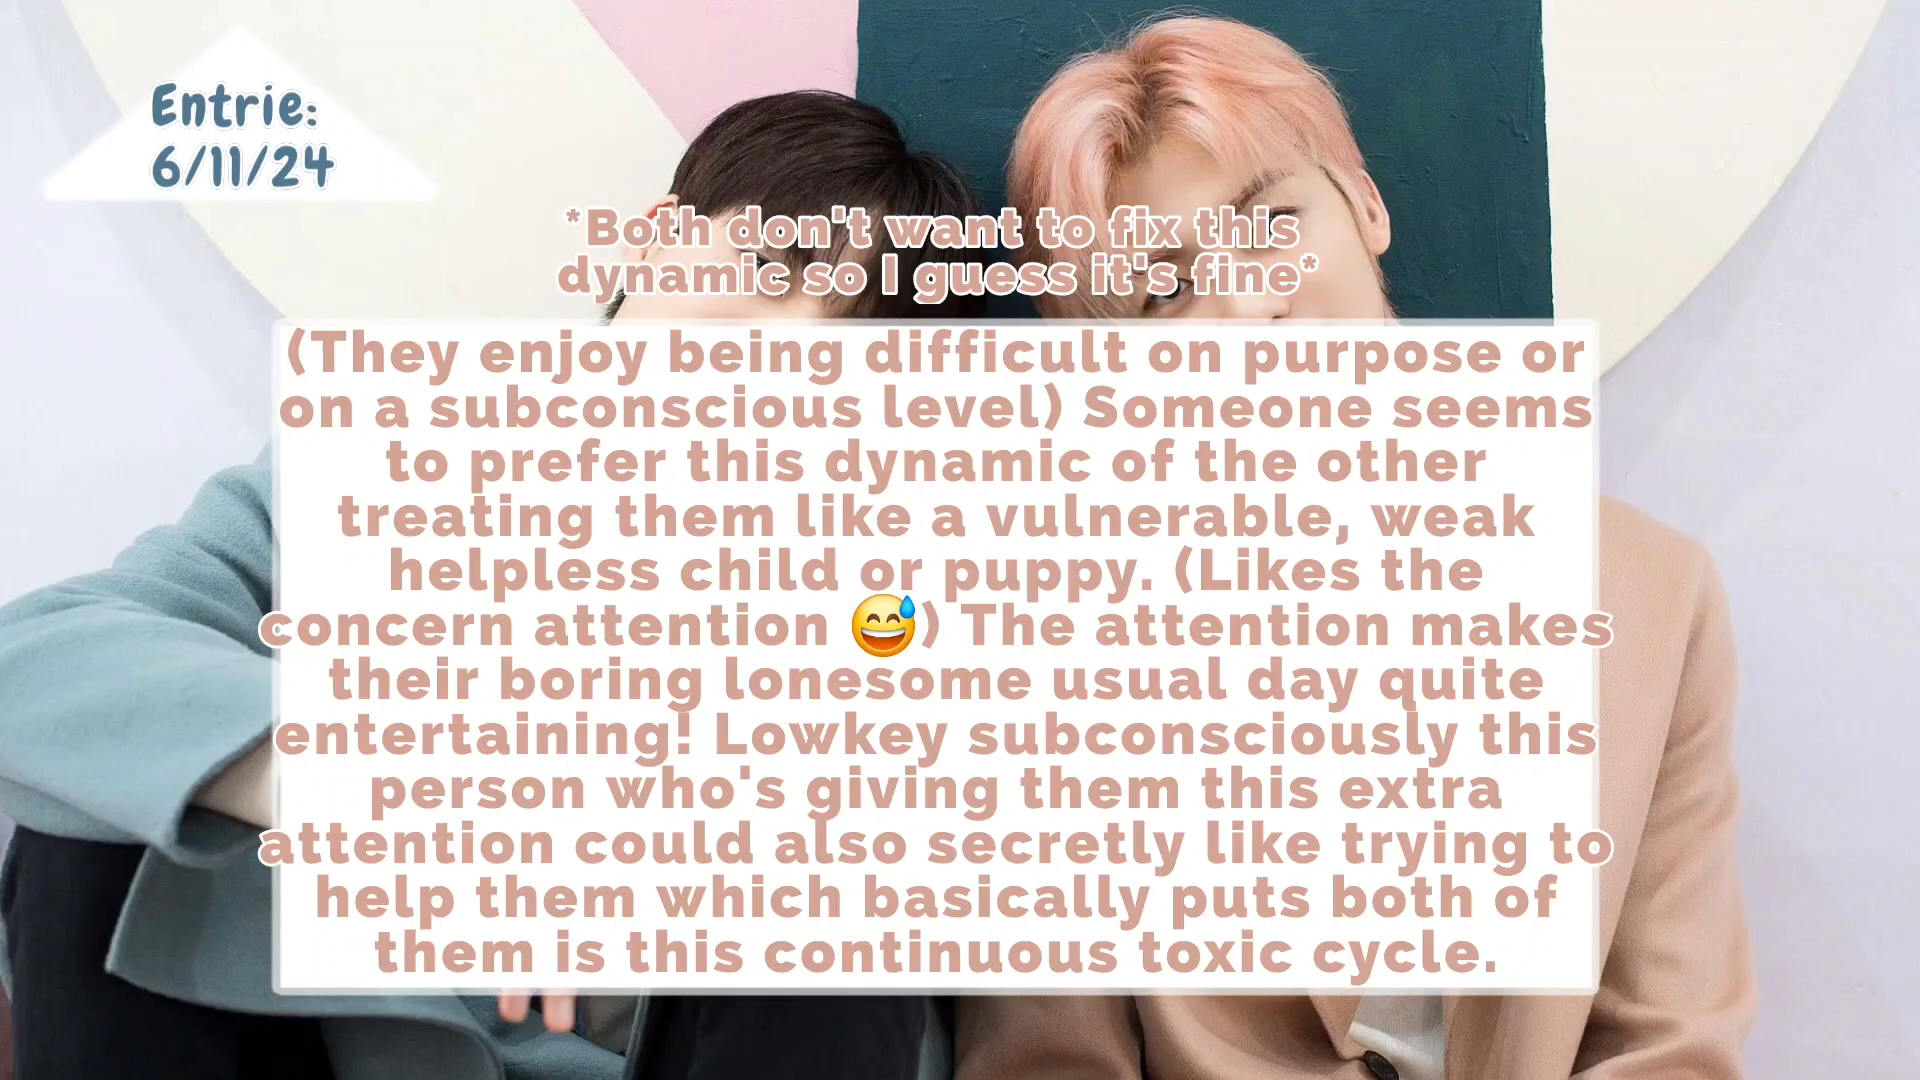 Entrie:
6/11/24
*Both don't want to fix this
dynamic so I guess it's fine*
(They enjoy being difficult on purpose or
on a subconscious level) Someone seems
to prefer this dynamic of the other
treating them like a vulnerable, weak
helpless child or puppy. (Likes the
concern attention 😅) The attention makes
their boring lonesome usual day quite
entertaining! Lowkey subconsciously this
person who's giving them this extra
attention could also secretly like trying to
help them which basically puts both of
them is this continuous toxic cycle.